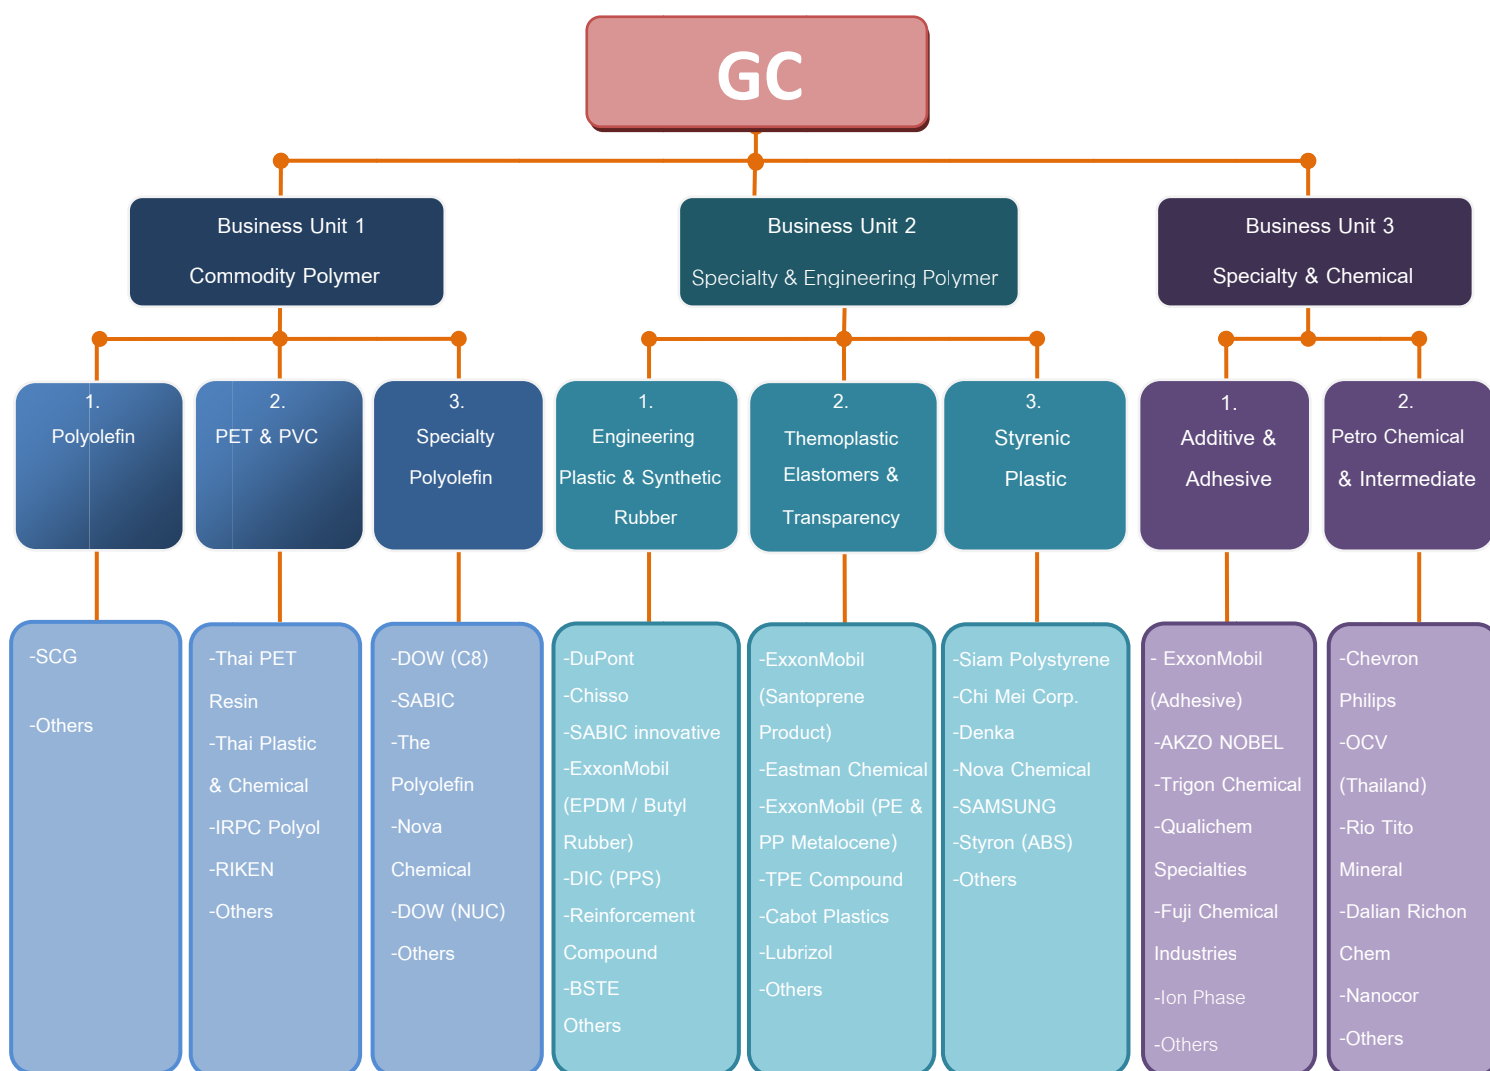 GC
Business Unit 1
Commodity Polymer
Business Unit 2
Specialty & Engineering Polymer
Business Unit 3
Specialty & Chemical
1.
Polyolefin
2.
PET & PVC
3.
Specialty
Polyolefin
1.
Engineering
Plastic & Synthetic
Rubber
2.
Themoplastic
Elastomers &
Transparency
3.
Styrenic
Plastic
1.
Additive &
Adhesive
2.
Petro Chemical
& Intermediate
-SCG
-Others
-Thai PET
Resin
-Thai Plastic
& Chemical
-IRPC Polyol
-RIKEN
-Others
-DOW (C8)
-SABIC
-The
Polyolefin
-Nova
Chemical
-DOW (NUC)
-Others
-DuPont
-Chisso
-SABIC innovative
-ExxonMobil
(EPDM / Butyl
Rubber)
-DIC (PPS)
-Reinforcement
Compound
-BSTE
Others
-ExxonMobil
(Santoprene
Product)
-Eastman Chemical
-ExxonMobil (PE &
PP Metalocene)
-TPE Compound
-Cabot Plastics
-Lubrizol
-Others
-Siam Polystyrene
-Chi Mei Corp.
-Denka
-Nova Chemical
-SAMSUNG
-Styron (ABS)
-Others
- ExxonMobil
(Adhesive)
-AKZO NOBEL
-Trigon Chemical
-Qualichem
Specialties
-Fuji Chemical
Industries
-Ion Phase
-Others
-Chevron
Philips
-OCV
(Thailand)
-Rio Tito
Mineral
-Dalian Richon
Chem
-Nanocor
-Others